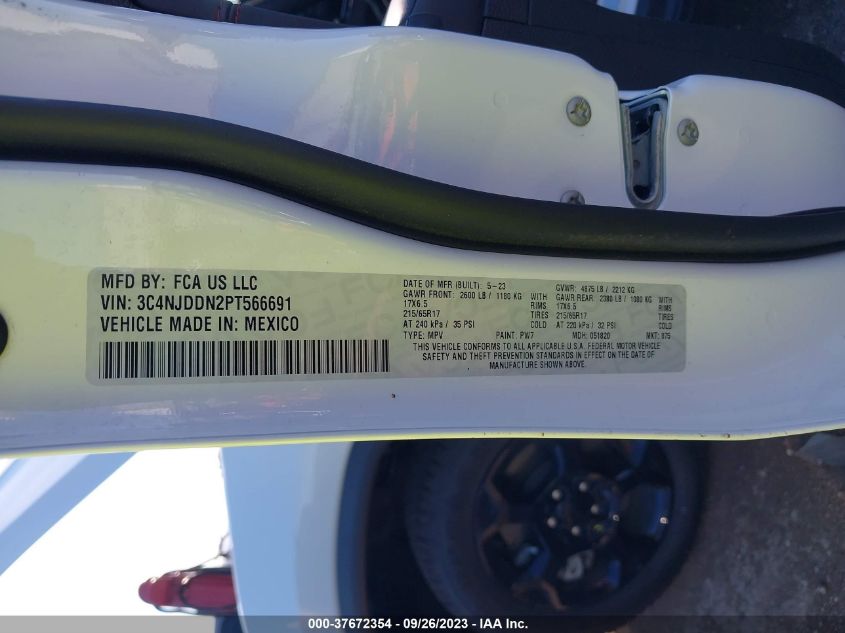 MFD BY: FCA US LLC
VIN: 3C4NJDDN2PT566691
VEHICLE MADE IN: MEXICO
DATE OF MFR (BUILT): 5-23 GVWR: 4875 LB / 2212 KG
GAWR FRONT: 2600 LB / 1180 KG WITH GAWR REAR: 2380 LB / 1080 KG WITH
17X6.5 RIMS 17X6.5 RIMS
215/65R17 TIRES 215/65R17 TIRES
AT 240 kPa / 35 PSI COLD AT 220 kPa / 32 PSI COLD
TYPE: MPV PAINT: PW7 MDH: 051820 MKT: 875
THIS VEHICLE CONFORMS TO ALL APPLICABLE U.S.A. FEDERAL MOTOR VEHICLE
SAFETY AND THEFT PREVENTION STANDARDS IN EFFECT ON THE DATE OF
MANUFACTURE SHOWN ABOVE.
000-37672354 - 09/26/2023 - IAA Inc.